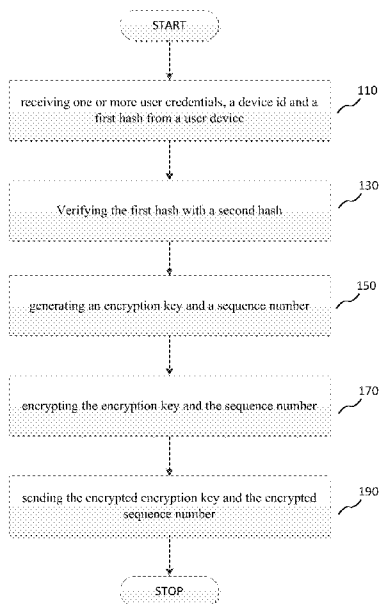 START
receiving one or more user credentials, a device id and a
first hash from a user device
110
Verifying the first hash with a second hash
130
generating an encryption key and a sequence number
150
encrypting the encryption key and the sequence number
170
sending the encrypted encryption key and the encrypted
sequence number
190
STOP